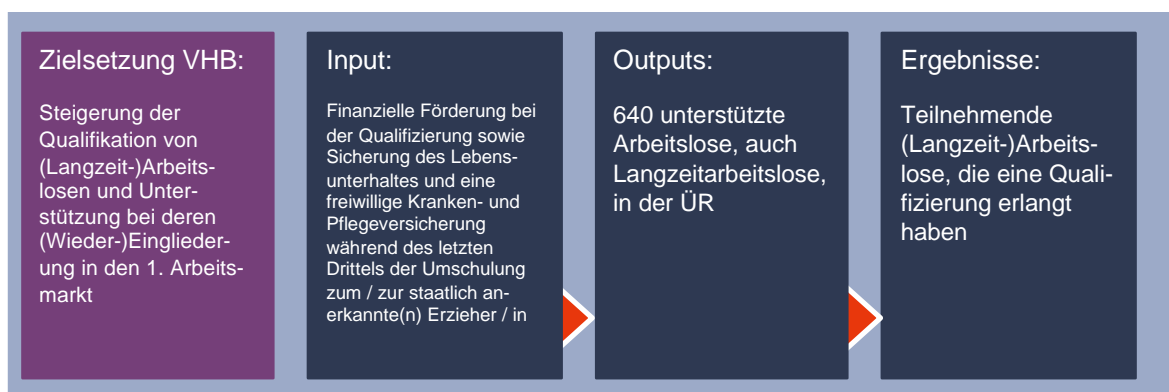 Zielsetzung VHB:
Steigerung der
Qualifikation von
(Langzeit-)Arbeits-
losen und Unter-
stützung bei deren
(Wieder-)Einglieder-
ung in den 1. Arbeits-
markt
Input:
Finanzielle Förderung bei
der Qualifizierung sowie
Sicherung des Lebens-
unterhaltes und eine
freiwillige Kranken- und
Pflegeversicherung
während des letzten
Drittels der Umschulung
zum / zur staatlich an-
erkannte(n) Erzieher / in
Outputs:
640 unterstützte
Arbeitslose, auch
Langzeitarbeitslose,
in der ÜR
Ergebnisse:
Teilnehmende
(Langzeit-)Arbeits-
lose, die eine Quali-
fizierung erlangt
haben